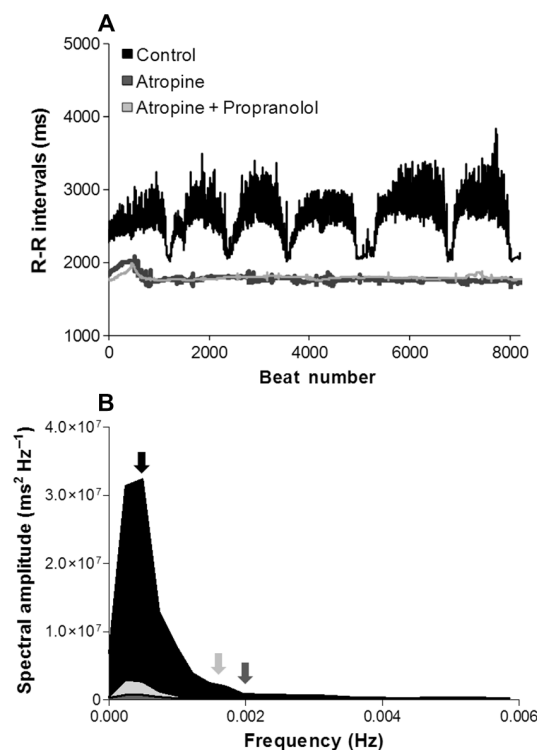 A
5000
Control
Atropine
Atropine + Propranolol
4000
3000
2000
1000
R-R intervals (ms)
0 2000 4000 6000 8000
Beat number
B
4.0×10⁷
3.0×10⁷
2.0×10⁷
1.0×10⁷
0
Spectral amplitude (ms² Hz⁻¹)
0.000 0.002 0.004 0.006
Frequency (Hz)